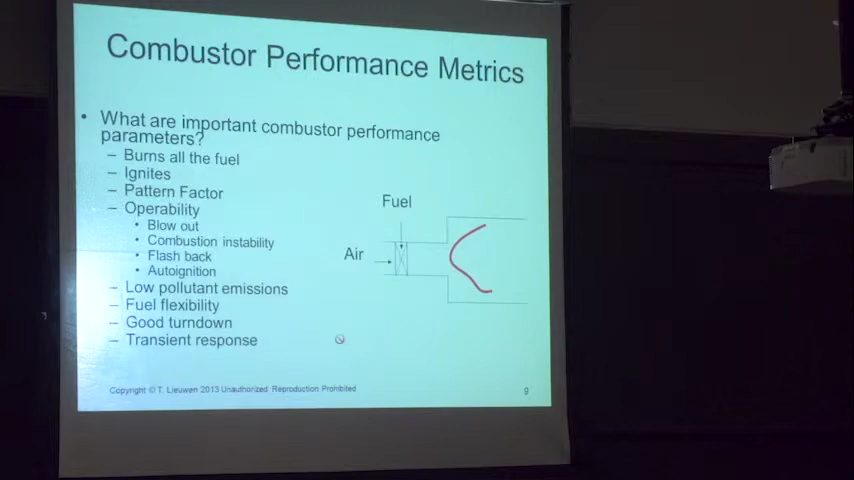 Combustor Performance Metrics
• What are important combustor performance
parameters?
– Burns all the fuel
– Ignites
– Pattern Factor
– Operability
• Blow out
• Combustion instability
• Flash back
• Autoignition
– Low pollutant emissions
– Fuel flexibility
– Good turndown
– Transient response
Fuel
Air
Copyright © T. Lieuwen 2013 Unauthorized Reproduction Prohibited
9